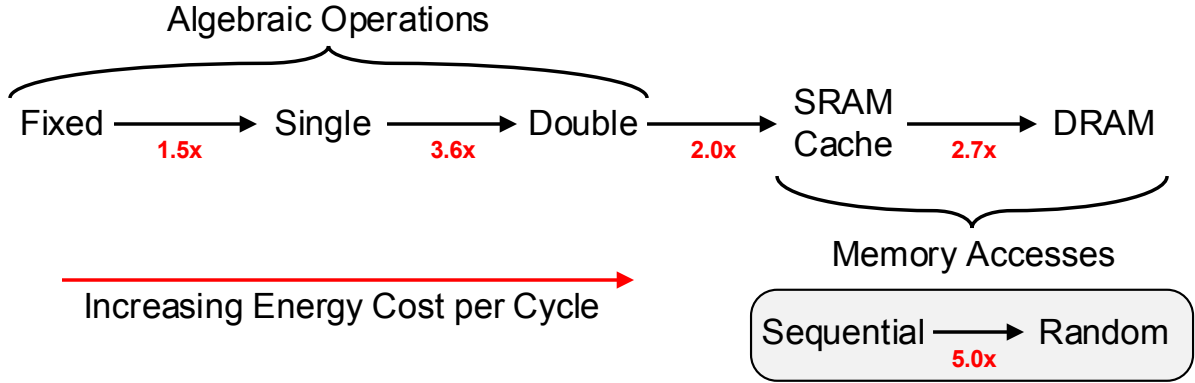 Algebraic Operations
Fixed
1.5x
Single
3.6x
Double
2.0x
SRAM
Cache
2.7x
DRAM
Memory Accesses
Increasing Energy Cost per Cycle
Sequential
5.0x
Random